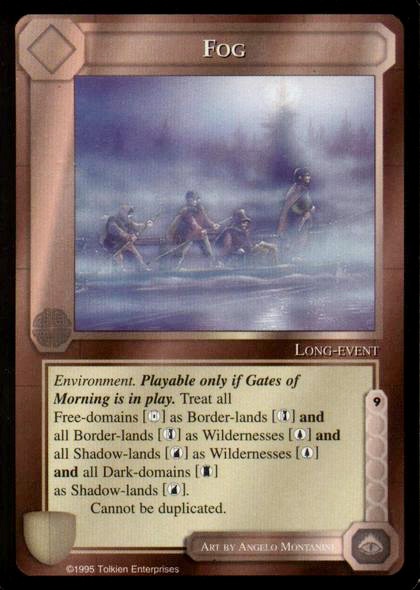 FOG
LONG-EVENT
Environment. Playable only if Gates of
Morning is in play. Treat all
Free-domains [ ] as Border-lands [ ] and
all Border-lands [ ] as Wildernesses [ ] and
all Shadow-lands [ ] as Wildernesses [ ]
and all Dark-domains [ ]
as Shadow-lands [ ].
Cannot be duplicated.
9
ART BY ANGELO MONTANINI
©1995 Tolkien Enterprises